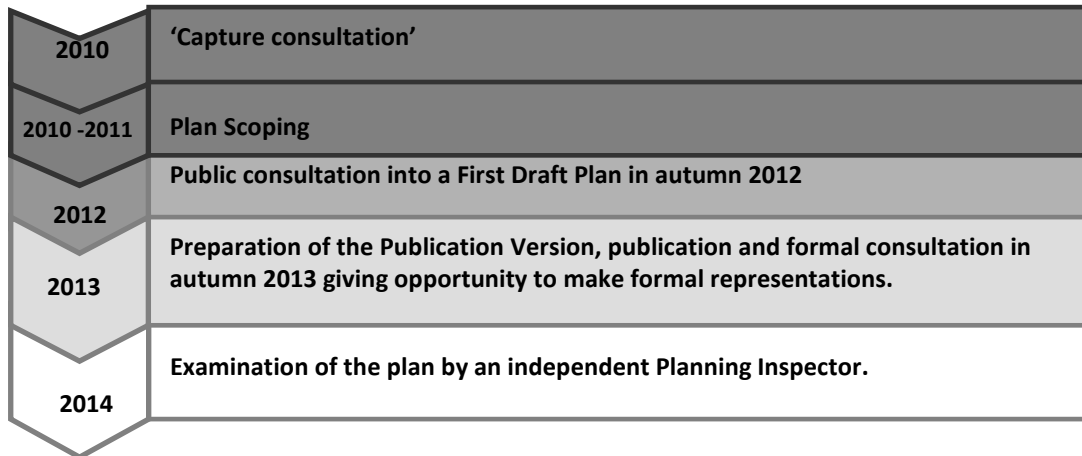 2010
‘Capture consultation’
2010 -2011
Plan Scoping
2012
Public consultation into a First Draft Plan in autumn 2012
2013
Preparation of the Publication Version, publication and formal consultation in
autumn 2013 giving opportunity to make formal representations.
2014
Examination of the plan by an independent Planning Inspector.